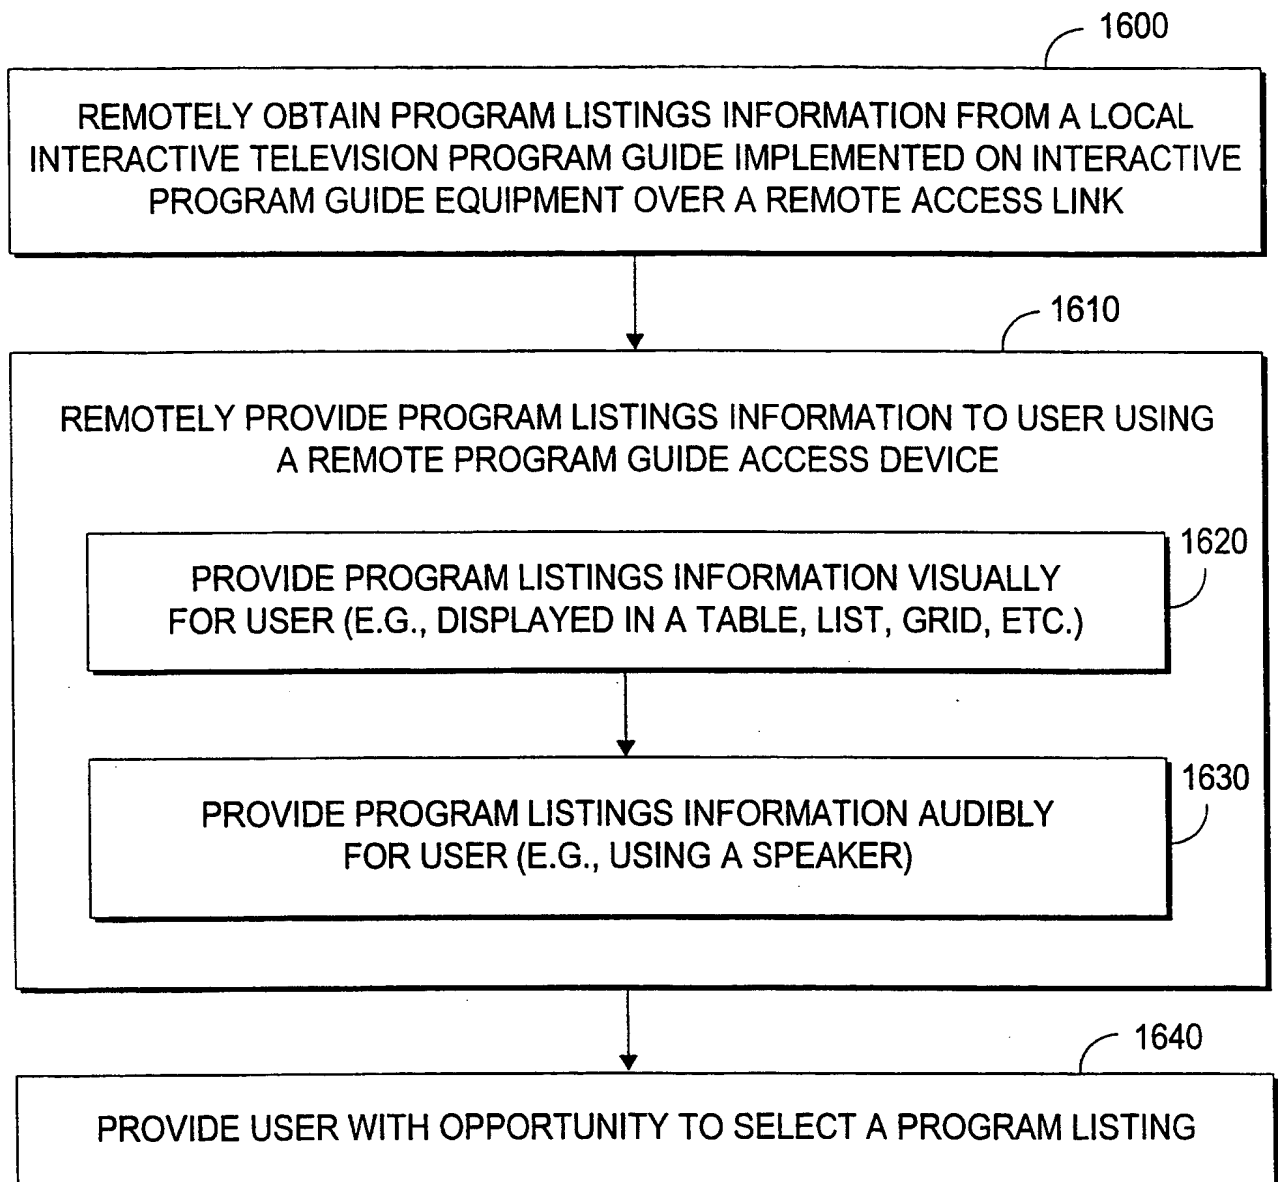 1600
REMOTELY OBTAIN PROGRAM LISTINGS INFORMATION FROM A LOCAL
INTERACTIVE TELEVISION PROGRAM GUIDE IMPLEMENTED ON INTERACTIVE
PROGRAM GUIDE EQUIPMENT OVER A REMOTE ACCESS LINK
1610
REMOTELY PROVIDE PROGRAM LISTINGS INFORMATION TO USER USING
A REMOTE PROGRAM GUIDE ACCESS DEVICE
1620
PROVIDE PROGRAM LISTINGS INFORMATION VISUALLY
FOR USER (E.G., DISPLAYED IN A TABLE, LIST, GRID, ETC.)
1630
PROVIDE PROGRAM LISTINGS INFORMATION AUDIBLY
FOR USER (E.G., USING A SPEAKER)
1640
PROVIDE USER WITH OPPORTUNITY TO SELECT A PROGRAM LISTING